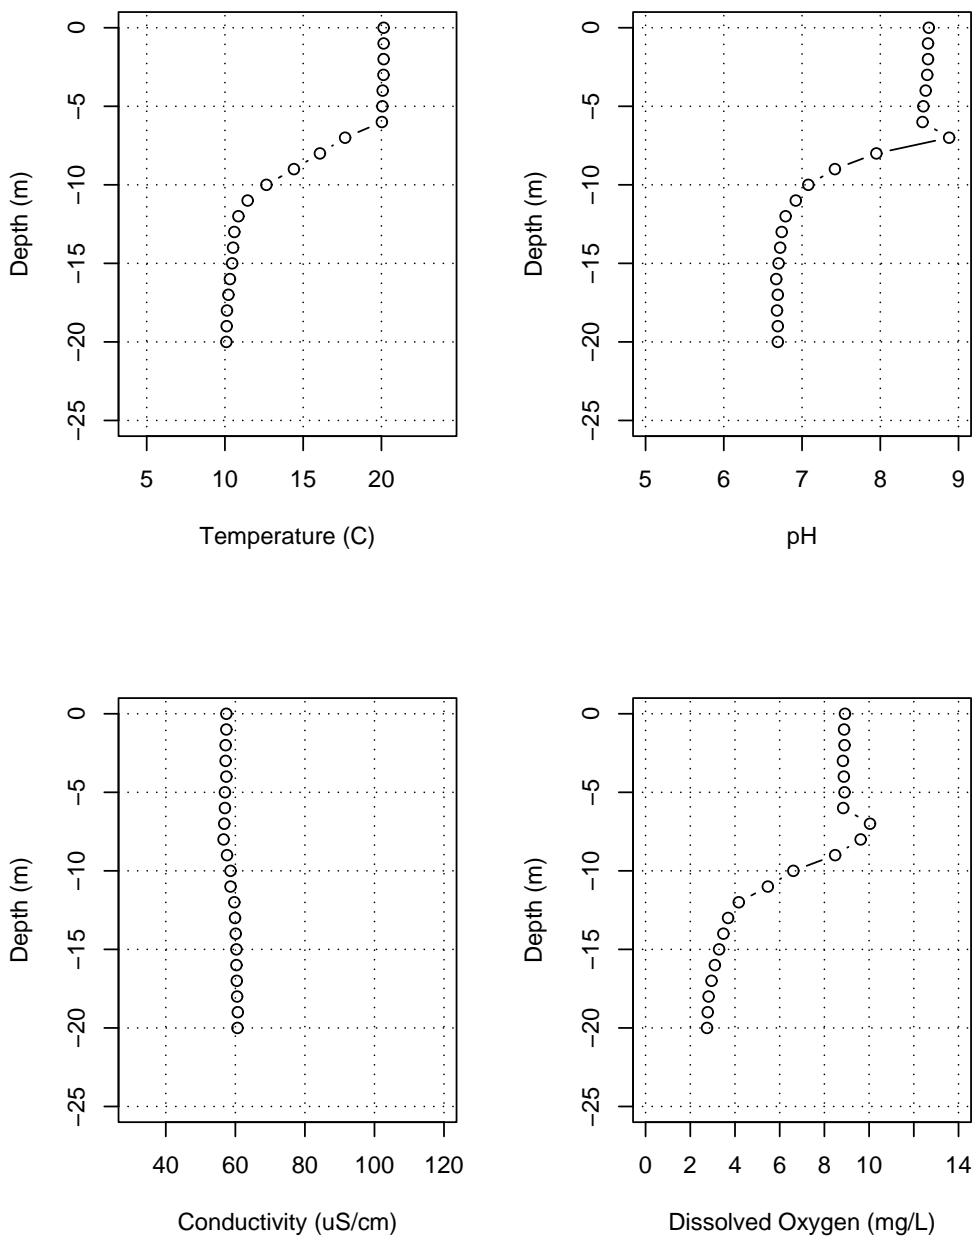 0
−5
−10
−15
−20
−25
Depth (m)
5 10 15 20
Temperature (C)
0
−5
−10
−15
−20
−25
Depth (m)
5 6 7 8 9
pH
0
−5
−10
−15
−20
−25
Depth (m)
40 60 80 100 120
Conductivity (uS/cm)
0
−5
−10
−15
−20
−25
Depth (m)
0 2 4 6 8 10 14
Dissolved Oxygen (mg/L)